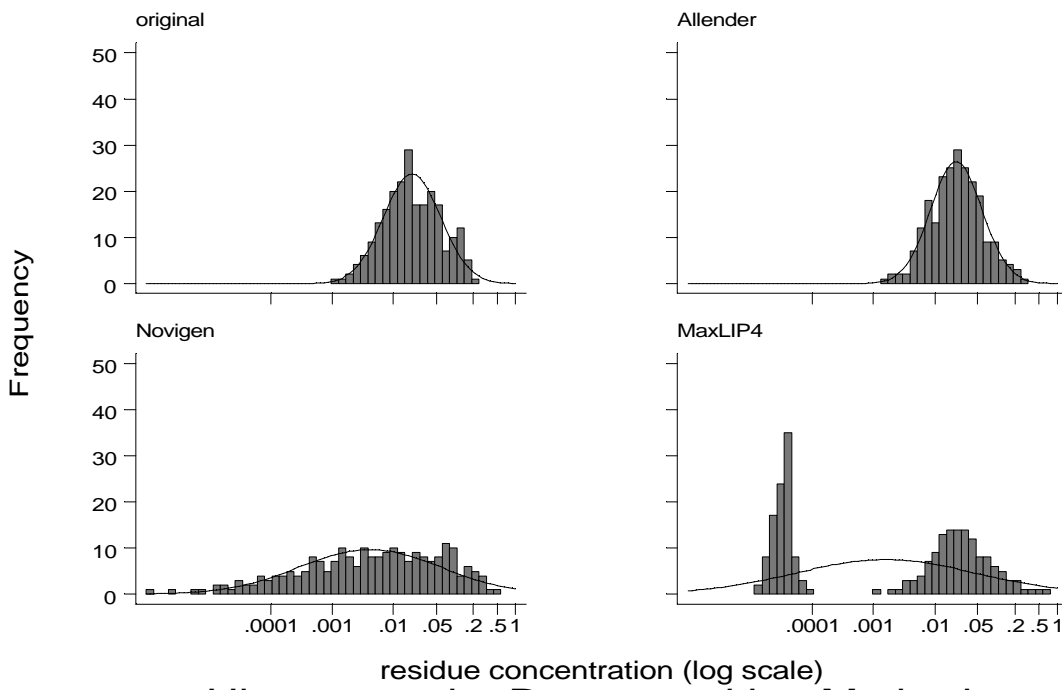 original
Allender
50
40
30
20
10
0
Novigen
MaxLIP4
50
40
30
20
10
0
.0001 .001 .01 .05 .2 .5 1
.0001 .001 .01 .05 .2 .5 1
Frequency
residue concentration (log scale)